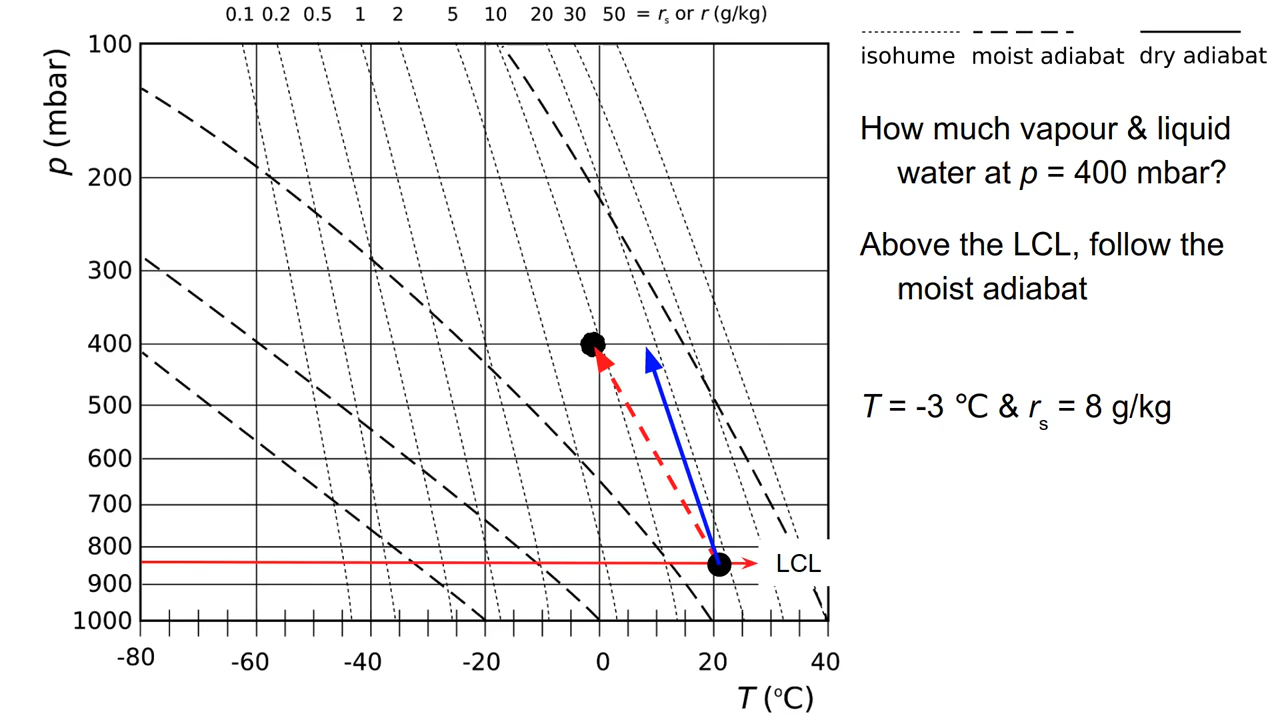 0.1 0.2 0.5 1 2 5 10 20 30 50 = rs or r (g/kg)
isohume moist adiabat dry adiabat
p (mbar)
100
200
300
400
500
600
700
800
900
1000
How much vapour & liquid
water at p = 400 mbar?
Above the LCL, follow the
moist adiabat
T = -3 °C & rs = 8 g/kg
LCL
-80 -60 -40 -20 0 20 40
T (°C)